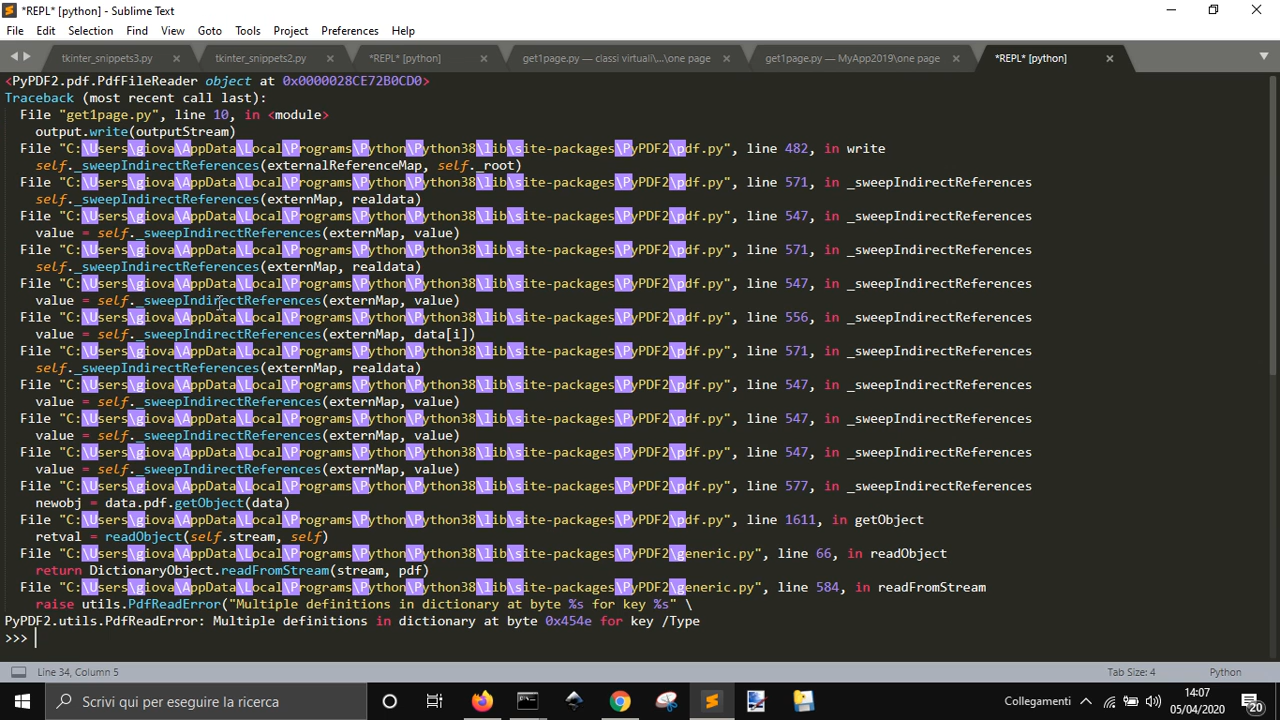 *REPL* [python] - Sublime Text
File Edit Selection Find View Goto Tools Project Preferences Help
tkinter_snippets3.py × tkinter_snippets2.py × *REPL* [python] × get1page.py — classi virtuali\...\one page × get1page.py — MyApp2019\one page × *REPL* [python] ×
<PyPDF2.pdf.PdfFileReader object at 0x0000028CE72B0CD0>
Traceback (most recent call last):
  File "get1page.py", line 10, in <module>
    output.write(outputStream)
  File "C:\Users\giova\AppData\Local\Programs\Python\Python38\lib\site-packages\PyPDF2\pdf.py", line 482, in write
    self._sweepIndirectReferences(externalReferenceMap, self._root)
  File "C:\Users\giova\AppData\Local\Programs\Python\Python38\lib\site-packages\PyPDF2\pdf.py", line 571, in _sweepIndirectReferences
    self._sweepIndirectReferences(externMap, realdata)
  File "C:\Users\giova\AppData\Local\Programs\Python\Python38\lib\site-packages\PyPDF2\pdf.py", line 547, in _sweepIndirectReferences
    value = self._sweepIndirectReferences(externMap, value)
  File "C:\Users\giova\AppData\Local\Programs\Python\Python38\lib\site-packages\PyPDF2\pdf.py", line 571, in _sweepIndirectReferences
    self._sweepIndirectReferences(externMap, realdata)
  File "C:\Users\giova\AppData\Local\Programs\Python\Python38\lib\site-packages\PyPDF2\pdf.py", line 547, in _sweepIndirectReferences
    value = self._sweepIndirectReferences(externMap, value)
  File "C:\Users\giova\AppData\Local\Programs\Python\Python38\lib\site-packages\PyPDF2\pdf.py", line 556, in _sweepIndirectReferences
    value = self._sweepIndirectReferences(externMap, data[i])
  File "C:\Users\giova\AppData\Local\Programs\Python\Python38\lib\site-packages\PyPDF2\pdf.py", line 571, in _sweepIndirectReferences
    self._sweepIndirectReferences(externMap, realdata)
  File "C:\Users\giova\AppData\Local\Programs\Python\Python38\lib\site-packages\PyPDF2\pdf.py", line 547, in _sweepIndirectReferences
    value = self._sweepIndirectReferences(externMap, value)
  File "C:\Users\giova\AppData\Local\Programs\Python\Python38\lib\site-packages\PyPDF2\pdf.py", line 547, in _sweepIndirectReferences
    value = self._sweepIndirectReferences(externMap, value)
  File "C:\Users\giova\AppData\Local\Programs\Python\Python38\lib\site-packages\PyPDF2\pdf.py", line 547, in _sweepIndirectReferences
    value = self._sweepIndirectReferences(externMap, value)
  File "C:\Users\giova\AppData\Local\Programs\Python\Python38\lib\site-packages\PyPDF2\pdf.py", line 577, in _sweepIndirectReferences
    newobj = data.pdf.getObject(data)
  File "C:\Users\giova\AppData\Local\Programs\Python\Python38\lib\site-packages\PyPDF2\pdf.py", line 1611, in getObject
    retval = readObject(self.stream, self)
  File "C:\Users\giova\AppData\Local\Programs\Python\Python38\lib\site-packages\PyPDF2\generic.py", line 66, in readObject
    return DictionaryObject.readFromStream(stream, pdf)
  File "C:\Users\giova\AppData\Local\Programs\Python\Python38\lib\site-packages\PyPDF2\generic.py", line 584, in readFromStream
    raise utils.PdfReadError("Multiple definitions in dictionary at byte %s for key %s" \
PyPDF2.utils.PdfReadError: Multiple definitions in dictionary at byte 0x454e for key /Type
>>>
Line 34, Column 5 Tab Size: 4 Python
Scrivi qui per eseguire la ricerca Collegamenti 14:07
05/04/2020 20